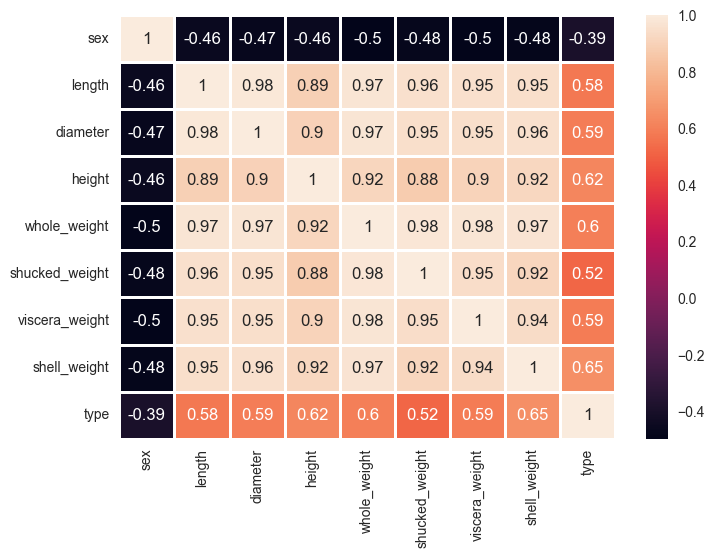 sex 1 -0.46 -0.47 -0.46 -0.5 -0.48 -0.5 -0.48 -0.39
length -0.46 1 0.98 0.89 0.97 0.96 0.95 0.95 0.58
diameter -0.47 0.98 1 0.9 0.97 0.95 0.95 0.96 0.59
height -0.46 0.89 0.9 1 0.92 0.88 0.9 0.92 0.62
whole_weight -0.5 0.97 0.97 0.92 1 0.98 0.98 0.97 0.6
shucked_weight -0.48 0.96 0.95 0.88 0.98 1 0.95 0.92 0.52
viscera_weight -0.5 0.95 0.95 0.9 0.98 0.95 1 0.94 0.59
shell_weight -0.48 0.95 0.96 0.92 0.97 0.92 0.94 1 0.65
type -0.39 0.58 0.59 0.62 0.6 0.52 0.59 0.65 1
sex length diameter height whole_weight shucked_weight viscera_weight shell_weight type
1.0
0.8
0.6
0.4
0.2
0.0
−0.2
−0.4